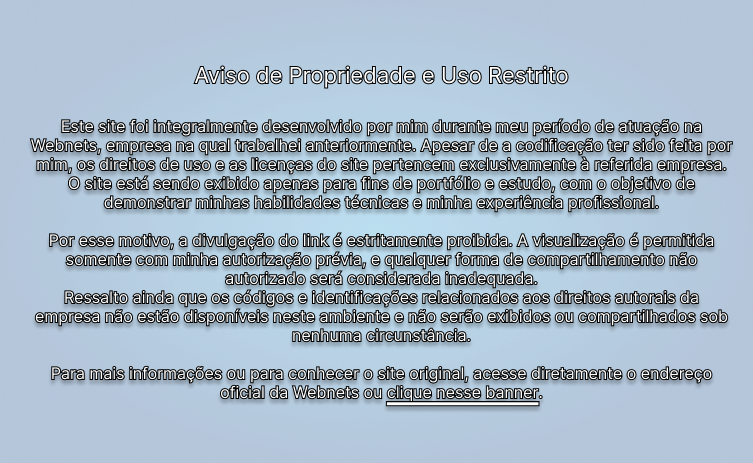 Aviso de Propriedade e Uso Restrito
Este site foi integralmente desenvolvido por mim durante meu período de atuação na
Webnets, empresa na qual trabalhei anteriormente. Apesar de a codificação ter sido feita por
mim, os direitos de uso e as licenças do site pertencem exclusivamente à referida empresa.
O site está sendo exibido apenas para fins de portfólio e estudo, com o objetivo de
demonstrar minhas habilidades técnicas e minha experiência profissional.
Por esse motivo, a divulgação do link é estritamente proibida. A visualização é permitida
somente com minha autorização prévia, e qualquer forma de compartilhamento não
autorizado será considerada inadequada.
Ressalto ainda que os códigos e identificações relacionados aos direitos autorais da
empresa não estão disponíveis neste ambiente e não serão exibidos ou compartilhados sob
nenhuma circunstância.
Para mais informações ou para conhecer o site original, acesse diretamente o endereço
oficial da Webnets ou clique nesse banner.